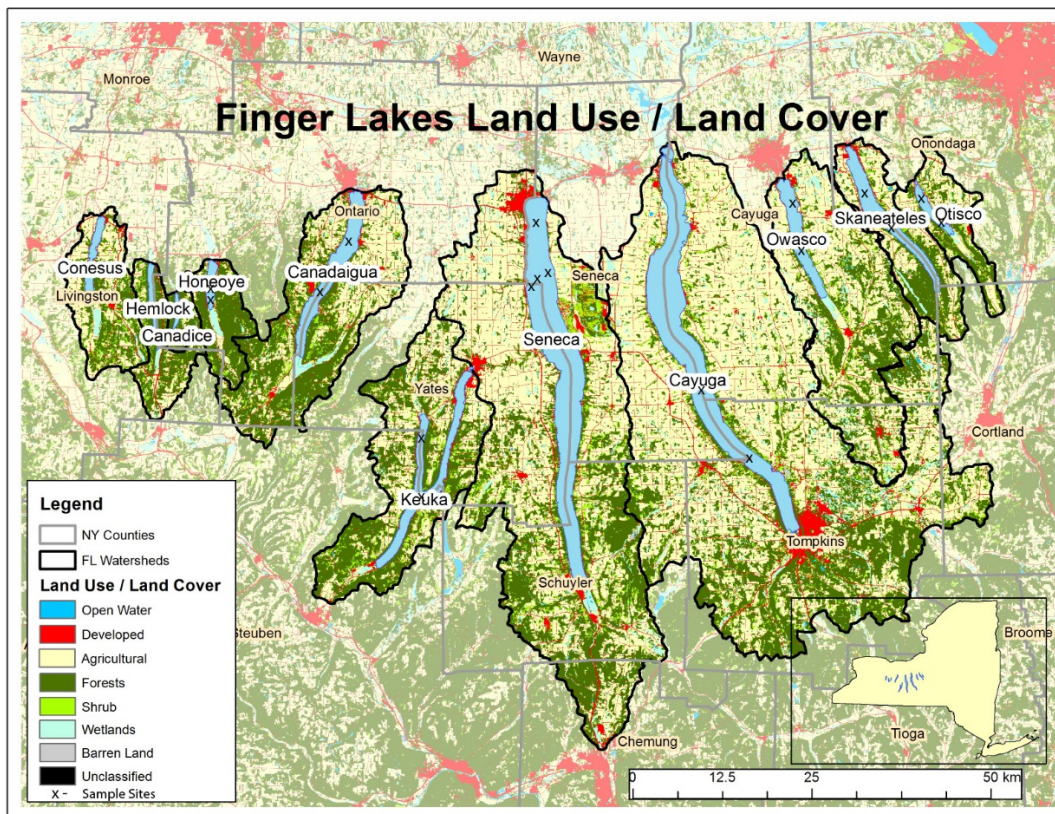 Wayne
Monroe
Finger Lakes Land Use / Land Cover
Onondaga
Ontario
Cayuga
Skaneateles
Otisco
Owasco
Conesus
Livingston
Honeoye
Canadaigua
Seneca
Hemlock
Canadice
Seneca
Yates
Cayuga
Cortland
Keuka
Tompkins
Schuyler
Steuben
Broome
Tioga
Chemung
Legend
NY Counties
FL Watersheds
Land Use / Land Cover
Open Water
Developed
Agricultural
Forests
Shrub
Wetlands
Barren Land
Unclassified
x - Sample Sites
0 12.5 25 50 km